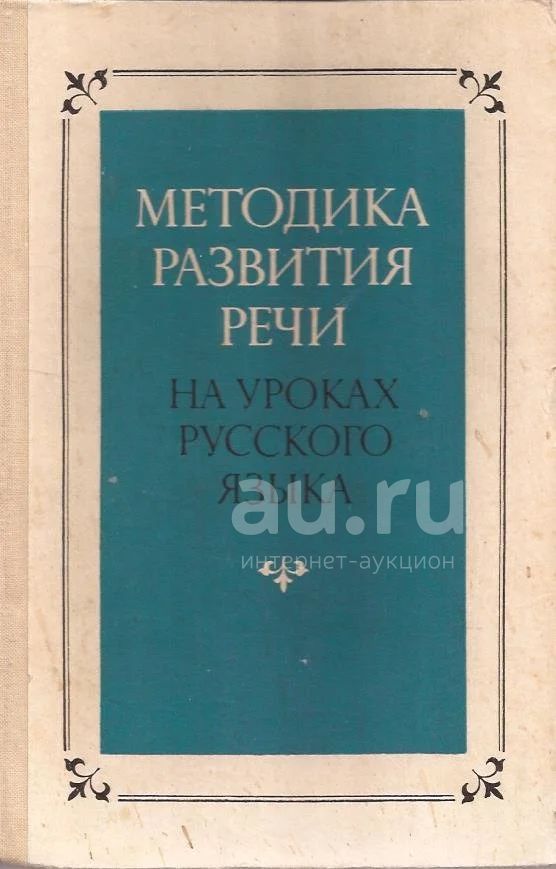 МЕТОДИКА
РАЗВИТИЯ
РЕЧИ
НА УРОКАХ
РУССКОГО
ЯЗЫКА
au.ru
интернет-аукцион